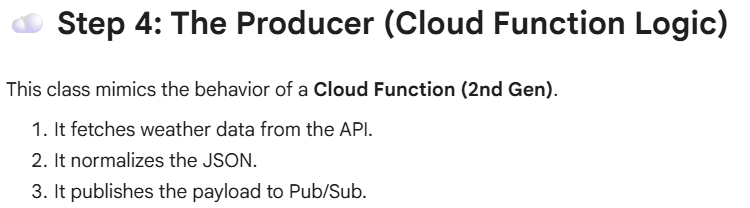 Step 4: The Producer (Cloud Function Logic)
This class mimics the behavior of a Cloud Function (2nd Gen).
1. It fetches weather data from the API.
2. It normalizes the JSON.
3. It publishes the payload to Pub/Sub.